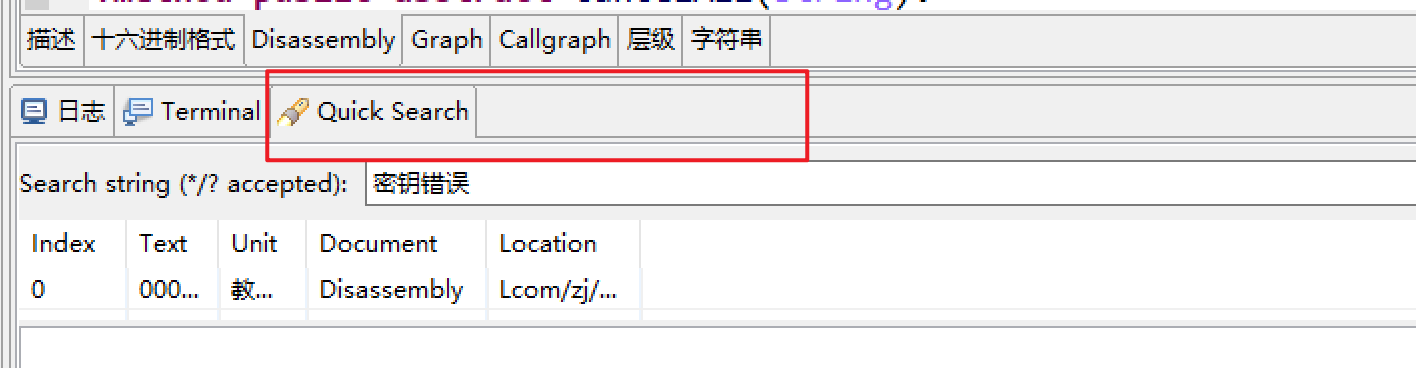 描述 十六进制格式 Disassembly Graph Callgraph 层级 字符串
日志 Terminal Quick Search
Search string (*/? accepted): 密钥错误
Index Text Unit Document Location
0 000... 教... Disassembly Lcom/zj/...